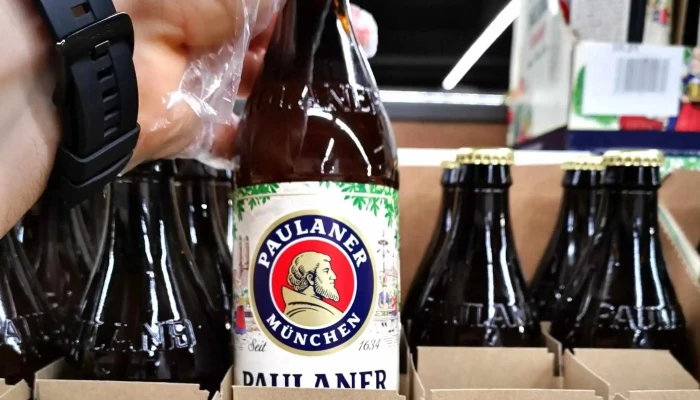 PAULANER
MÜNCHEN
Seit 1634
PAULANER